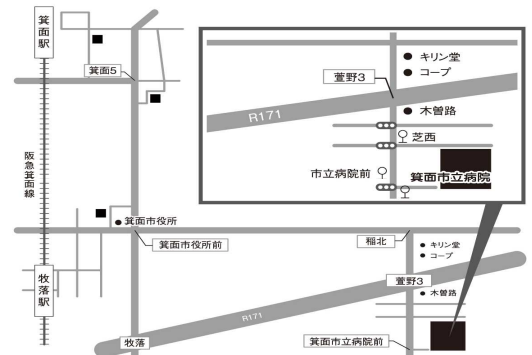 箕面駅
箕面5
阪急箕面線
箕面市役所
箕面市役所前
牧落駅
牧落
R171
稲北
キリン堂
コープ
萱野3
木曽路
箕面市立病院前
キリン堂
コープ
萱野3
木曽路
R171
芝西
市立病院前
箕面市立病院